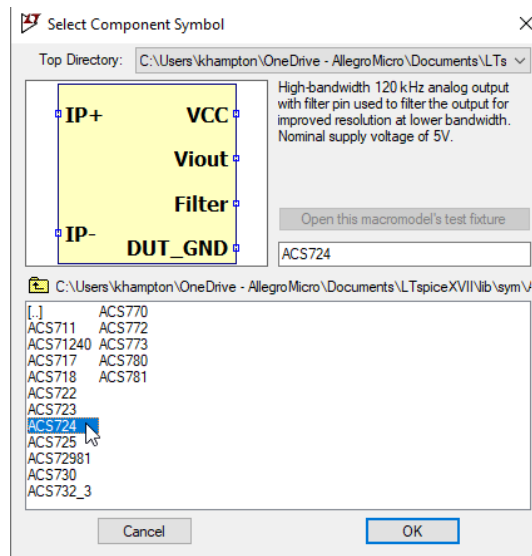 Select Component Symbol
Top Directory: C:\Users\khampton\OneDrive - AllegroMicro\Documents\LTs
IP+ VCC
Viout
Filter
IP-
DUT_GND
High-bandwidth 120 kHz analog output
with filter pin used to filter the output for
improved resolution at lower bandwidth.
Nominal supply voltage of 5V.
Open this macromodel's test fixture
ACS724
C:\Users\khampton\OneDrive - AllegroMicro\Documents\LTspiceXVII\lib\sym\
[..] ACS770
ACS711 ACS772
ACS71240 ACS773
ACS717 ACS780
ACS718 ACS781
ACS722
ACS723
ACS724
ACS725
ACS72981
ACS730
ACS732_3
Cancel OK